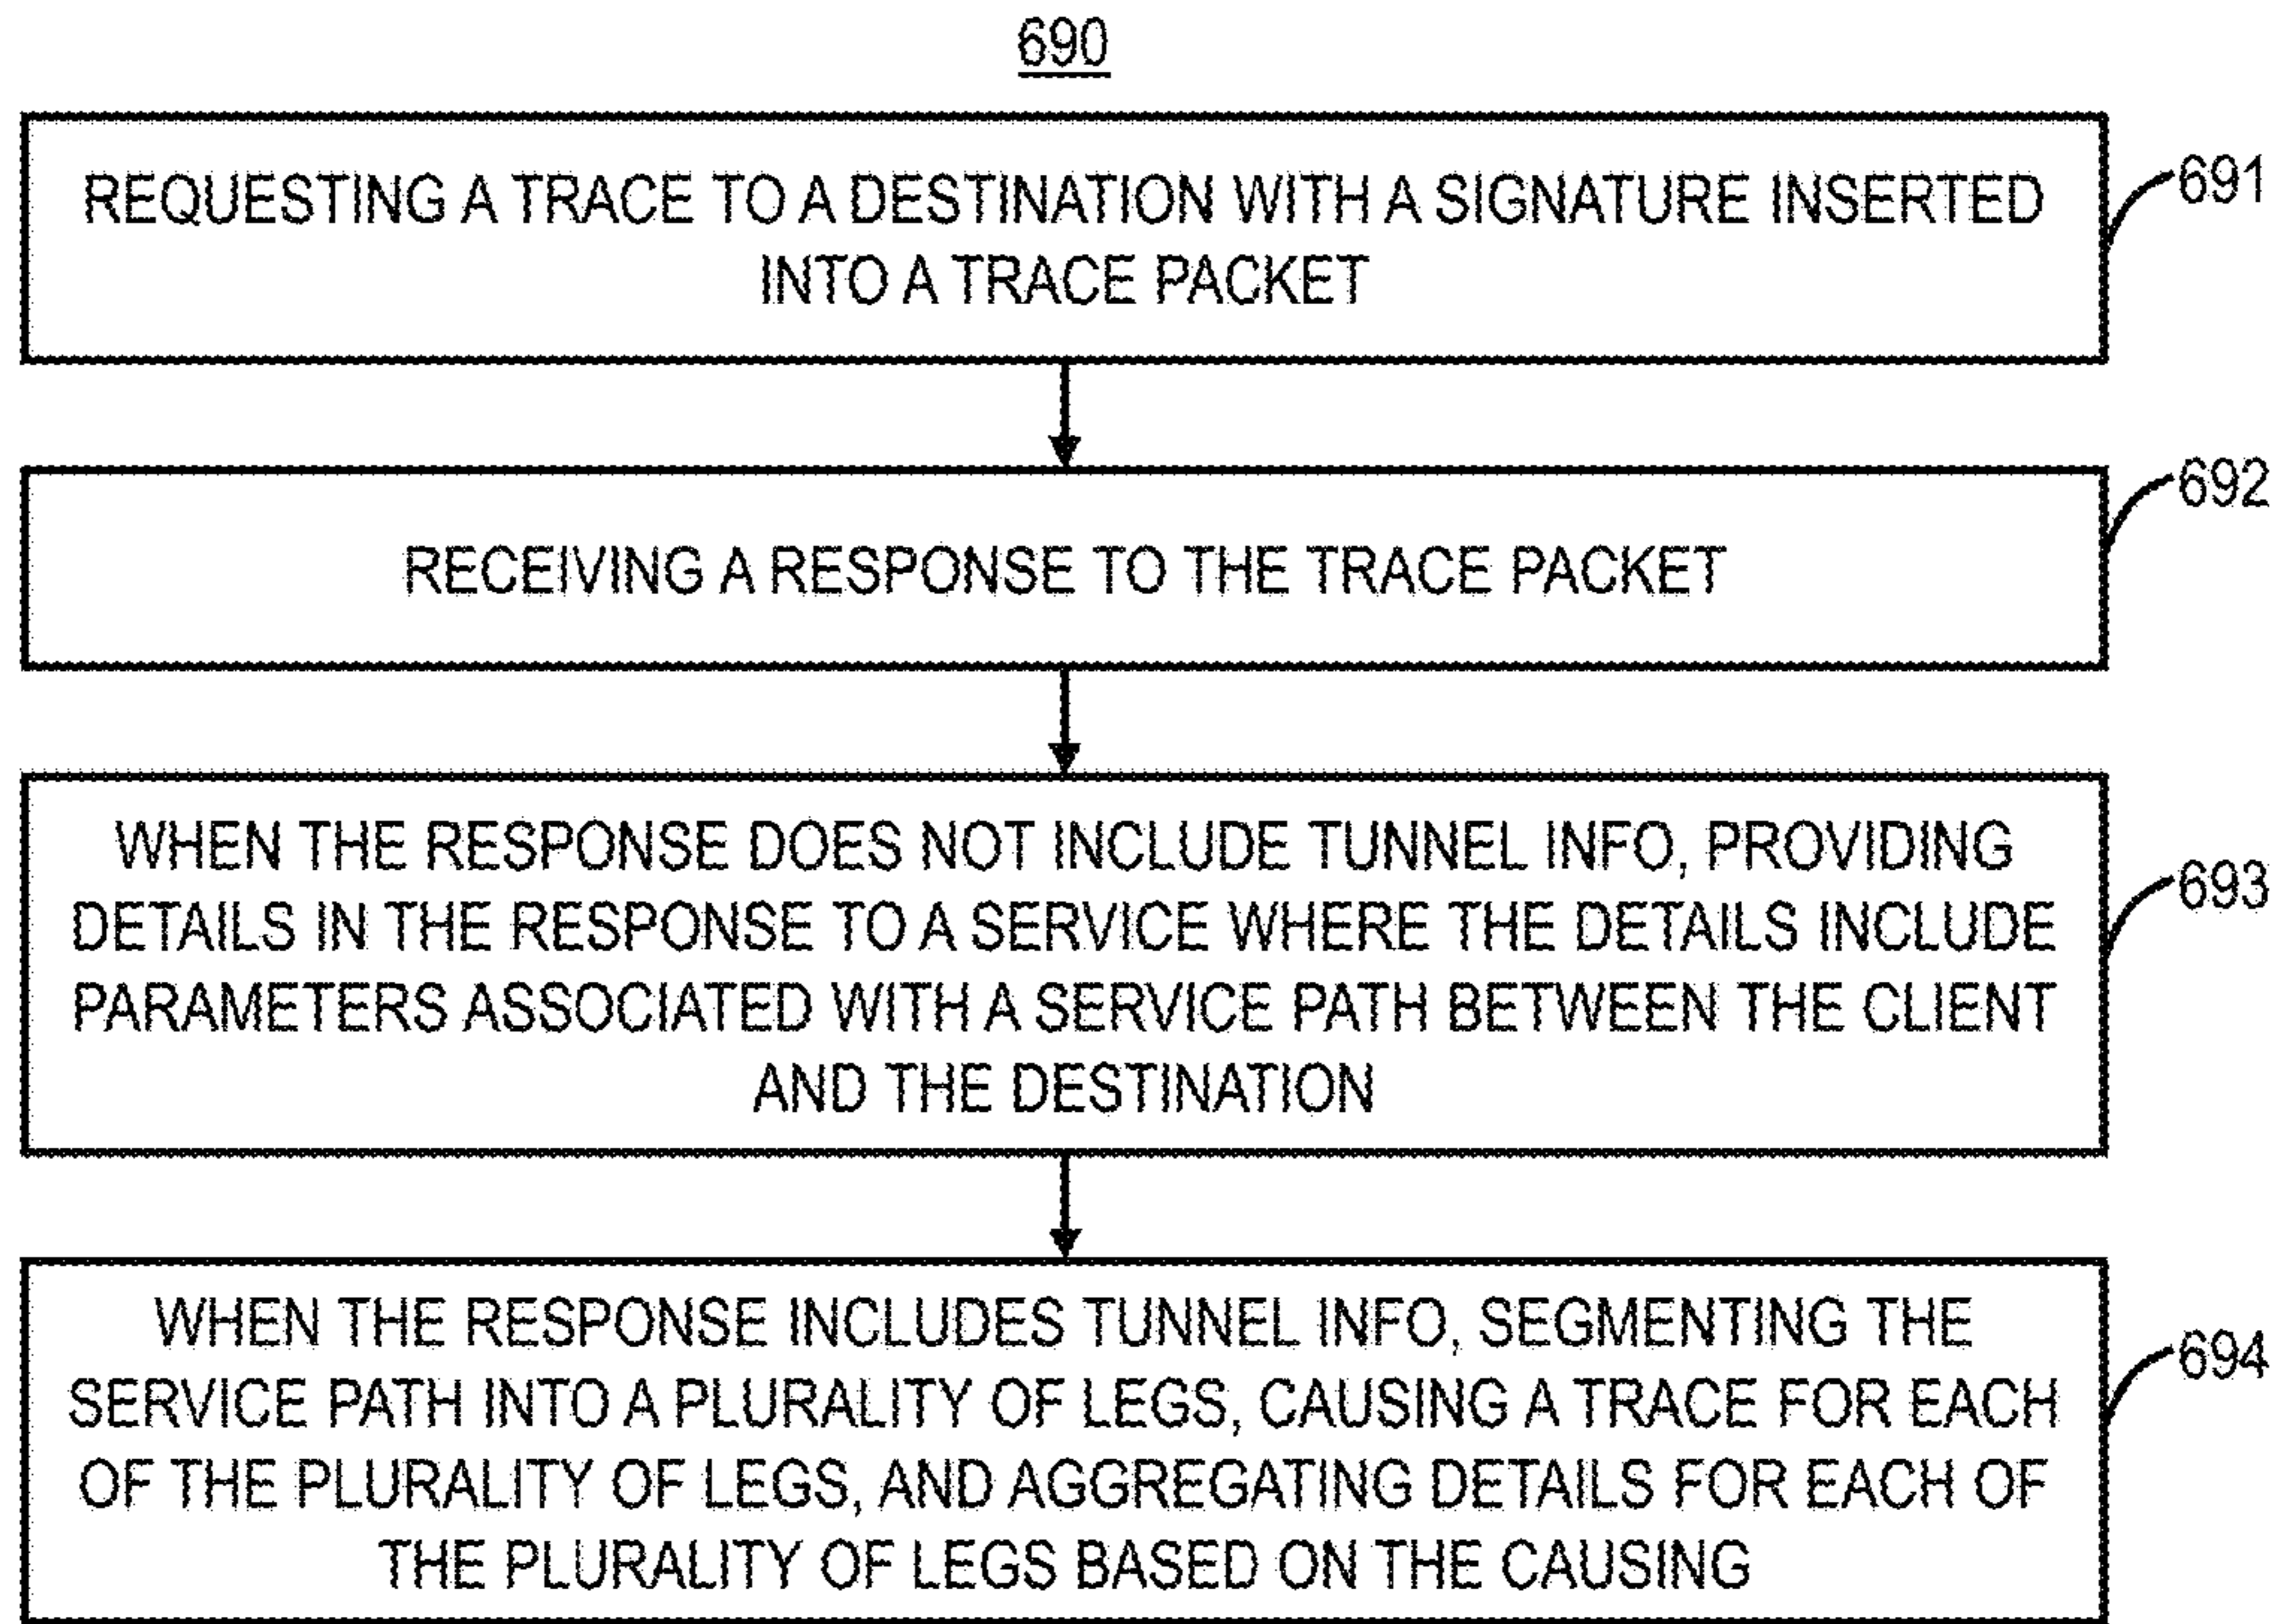 690
REQUESTING A TRACE TO A DESTINATION WITH A SIGNATURE INSERTED
INTO A TRACE PACKET
691
RECEIVING A RESPONSE TO THE TRACE PACKET
692
WHEN THE RESPONSE DOES NOT INCLUDE TUNNEL INFO, PROVIDING
DETAILS IN THE RESPONSE TO A SERVICE WHERE THE DETAILS INCLUDE
PARAMETERS ASSOCIATED WITH A SERVICE PATH BETWEEN THE CLIENT
AND THE DESTINATION
693
WHEN THE RESPONSE INCLUDES TUNNEL INFO, SEGMENTING THE
SERVICE PATH INTO A PLURALITY OF LEGS, CAUSING A TRACE FOR EACH
OF THE PLURALITY OF LEGS, AND AGGREGATING DETAILS FOR EACH OF
THE PLURALITY OF LEGS BASED ON THE CAUSING
694